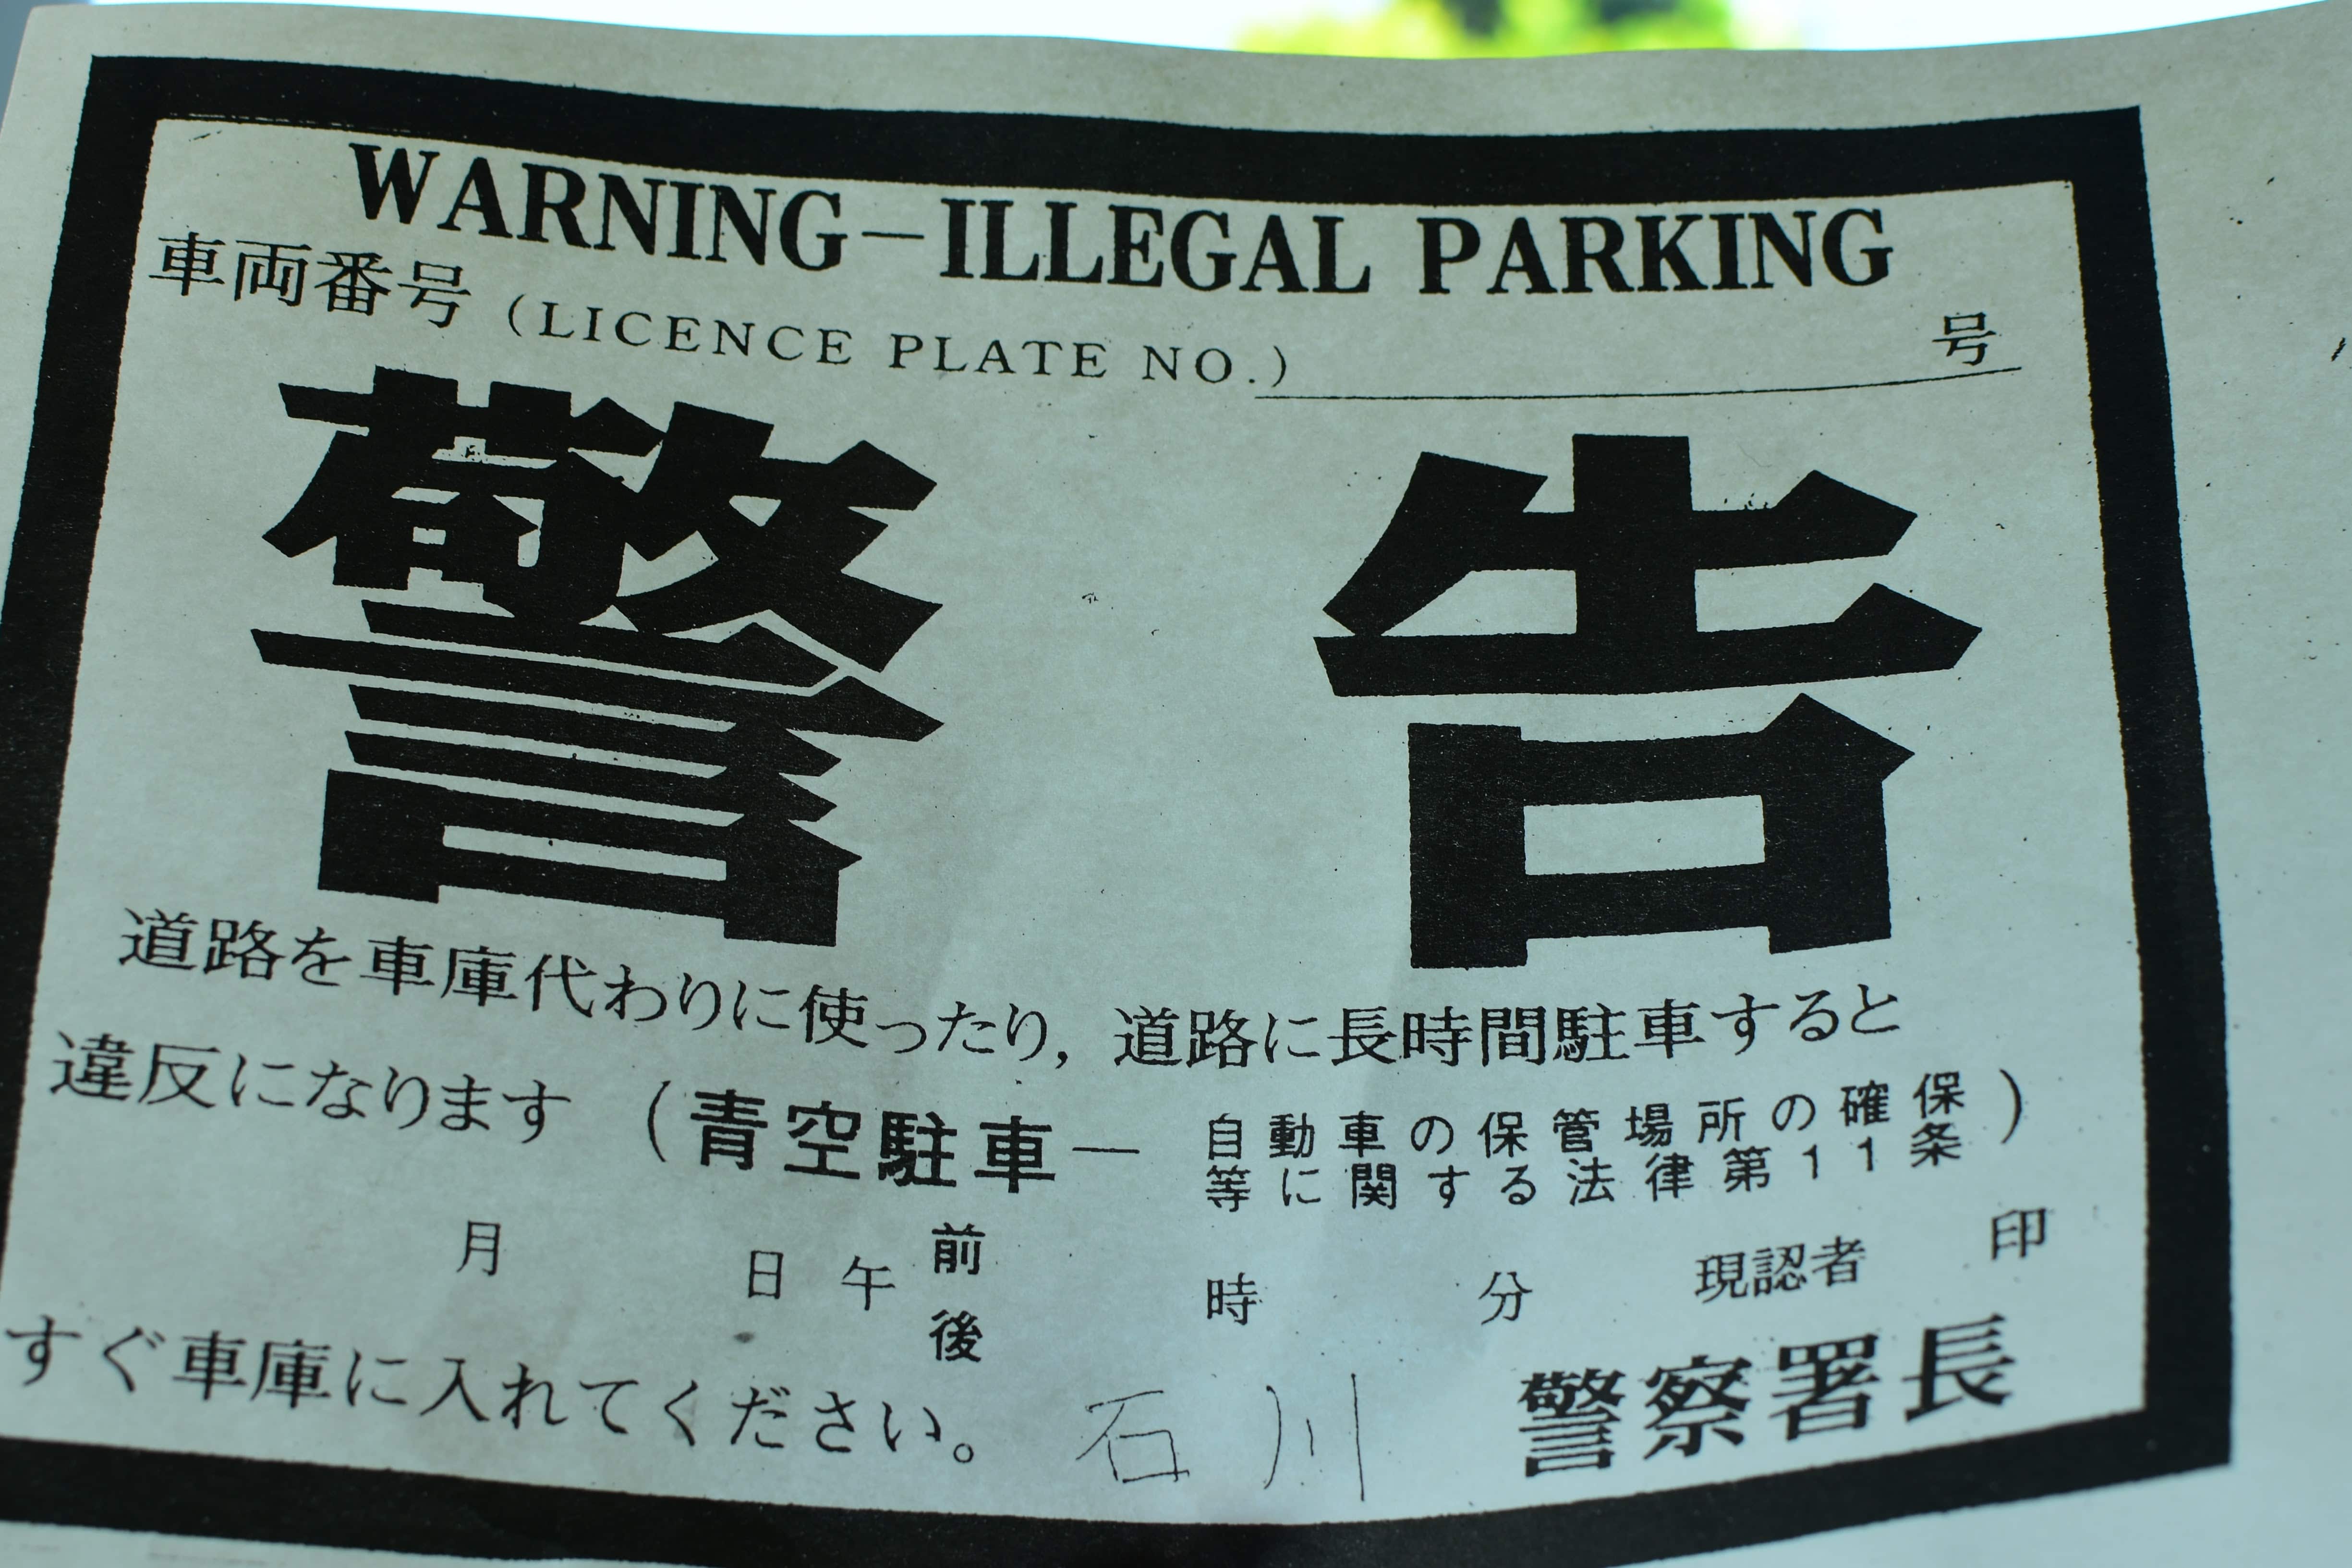 WARNING－ILLEGAL PARKING
車両番号 (LICENCE PLATE NO.) 号
警告
道路を車庫代わりに使ったり，道路に長時間駐車すると
違反になります (青空駐車— 自動車の保管場所の確保
等に関する法律第11条)
月 日 午 前 時 分 現認者 印
後
すぐ車庫に入れてください。 石川 警察署長